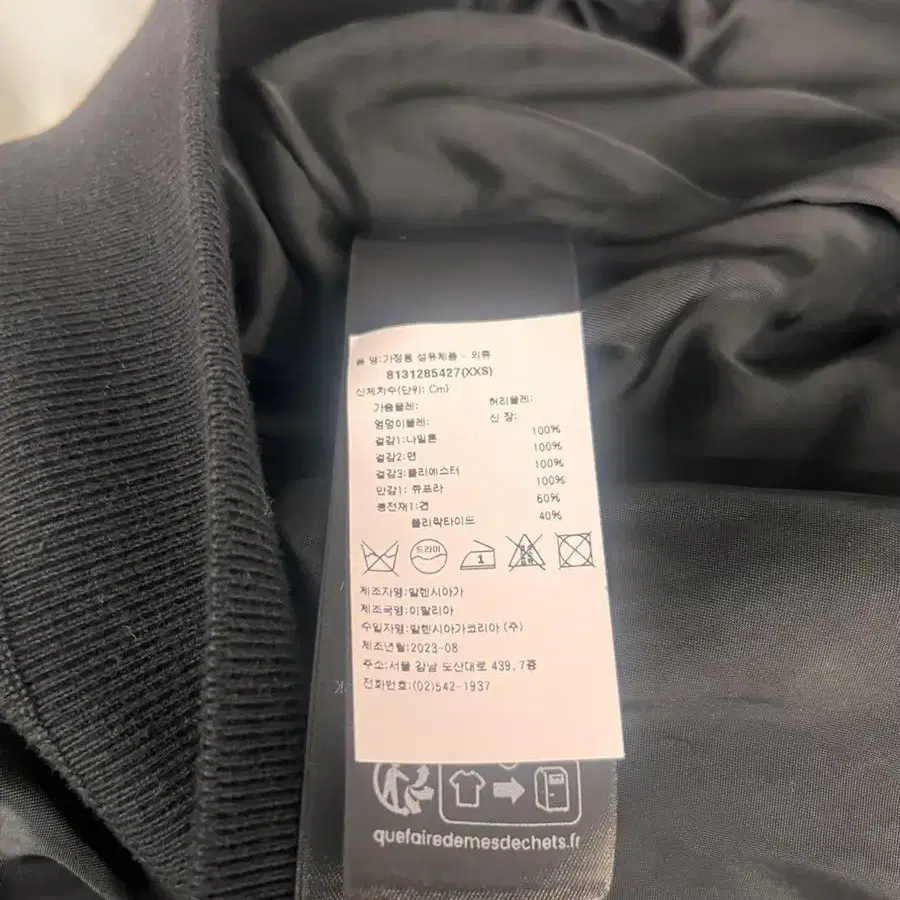 품 명:가정용 섬유제품 - 의류
8131285427(XXS)
신체치수(단위: Cm)
가슴둘레: 허리둘레:
엉덩이둘레: 신 장:
겉감1:나일론 100%
겉감2:면 100%
겉감3:폴리에스터 100%
안감1: 큐프라 100%
충전재1:견 60%
폴리락타이드 40%
드라이
1
제조자명:발렌시아가
제조국명:이탈리아
수입자명:발렌시아가코리아 (주)
제조년월:2023-08
주소:서울 강남 도산대로 439,7층
전화번호:(02)542-1937
quefairedemesdechets.fr